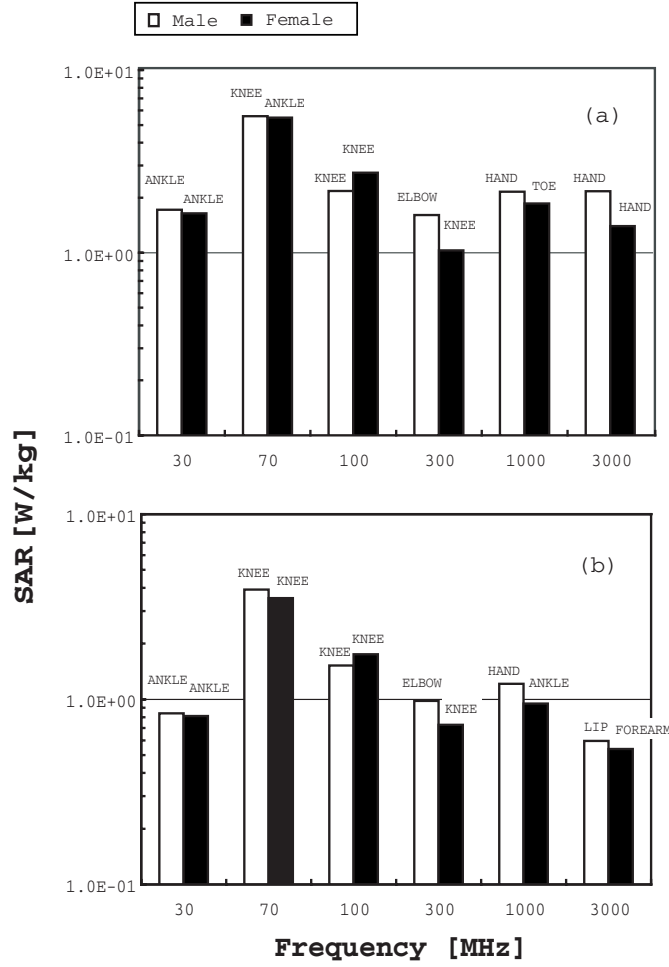 Male Female
1.0E+01
KNEE ANKLE
(a)
KNEE
ANKLE ANKLE KNEE ELBOW KNEE HAND TOE HAND HAND
1.0E+00
1.0E-01
30 70 100 300 1000 3000
SAR [W/kg]
1.0E+01
KNEE KNEE
(b)
KNEE KNEE
ANKLE ANKLE ELBOW KNEE HAND ANKLE
1.0E+00
LIP FOREARM
1.0E-01
30 70 100 300 1000 3000
Frequency [MHz]